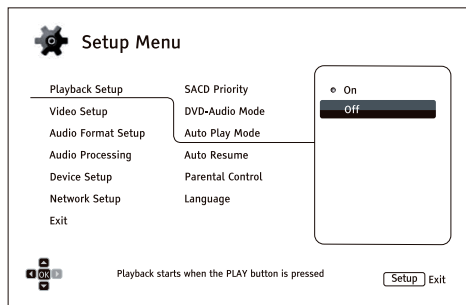 Setup Menu
Playback Setup
Video Setup
Audio Format Setup
Audio Processing
Device Setup
Network Setup
Exit
SACD Priority
DVD-Audio Mode
Auto Play Mode
Auto Resume
Parental Control
Language
On
Off
OK
Playback starts when the PLAY button is pressed
Setup Exit